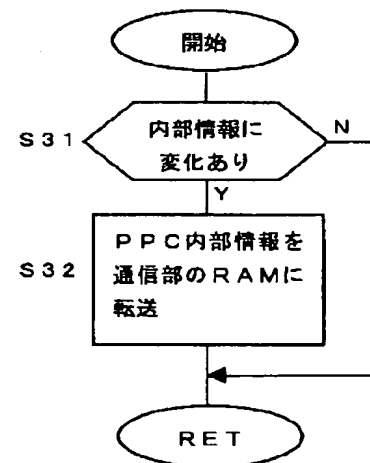 開始
S31
内部情報に
変化あり
N
Y
S32
PPC内部情報を
通信部のRAMに
転送
RET